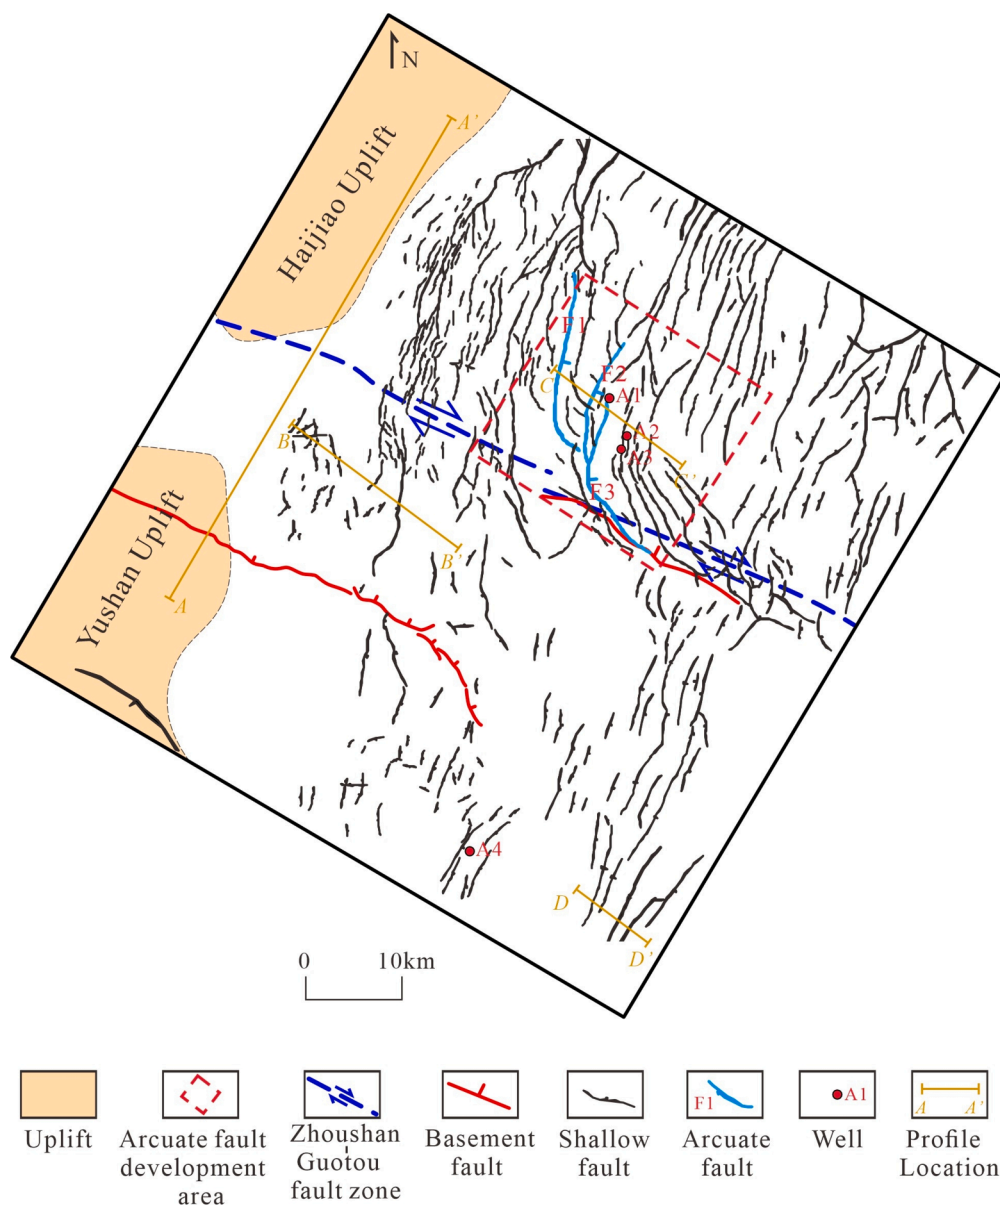 N
A'
Haijiao Uplift
F1
F2
C
A1
A2
A3
C'
B
F3
B'
Yushan Uplift
A
A4
D
D'
0 10km
F1
A1
A A'
Uplift
Arcuate fault
development
area
Zhoushan
Guotou
fault zone
Basement
fault
Shallow
fault
Arcuate
fault
Well
Profile
Location